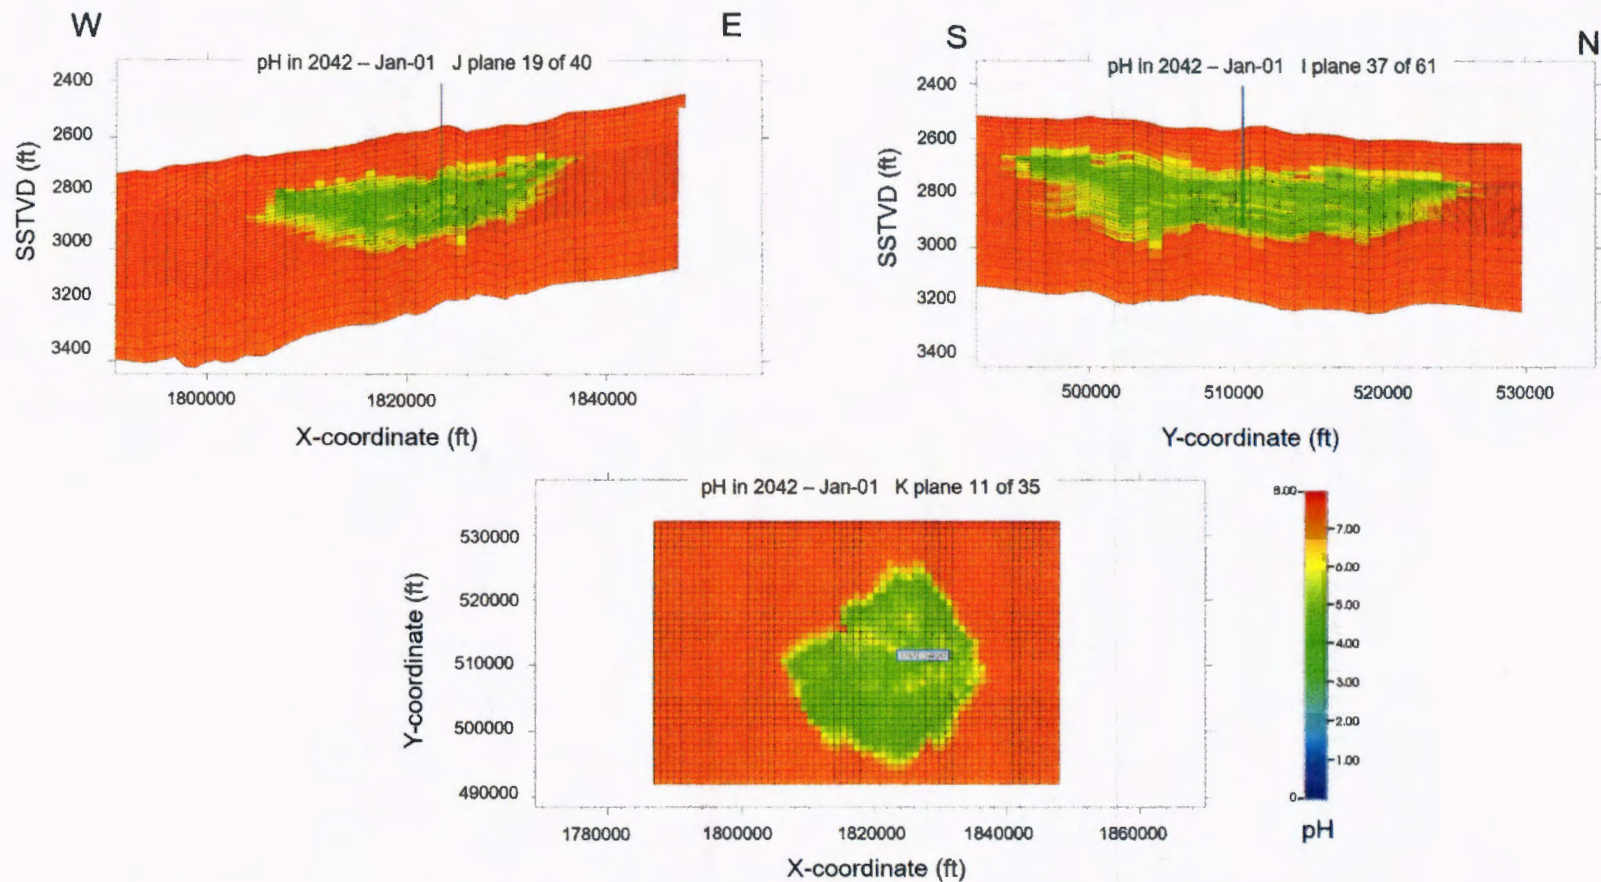 W
E
pH in 2042 – Jan-01 J plane 19 of 40
2400
2600
2800
3000
3200
3400
SSTVD (ft)
1800000
1820000
1840000
X-coordinate (ft)
S
N
pH in 2042 – Jan-01 I plane 37 of 61
2400
2600
2800
3000
3200
3400
SSTVD (ft)
500000
510000
520000
530000
Y-coordinate (ft)
pH in 2042 – Jan-01 K plane 11 of 35
530000
520000
510000
500000
490000
Y-coordinate (ft)
1780000
1800000
1820000
1840000
1860000
X-coordinate (ft)
8.00
7.00
6.00
5.00
4.00
3.00
2.00
1.00
0
pH